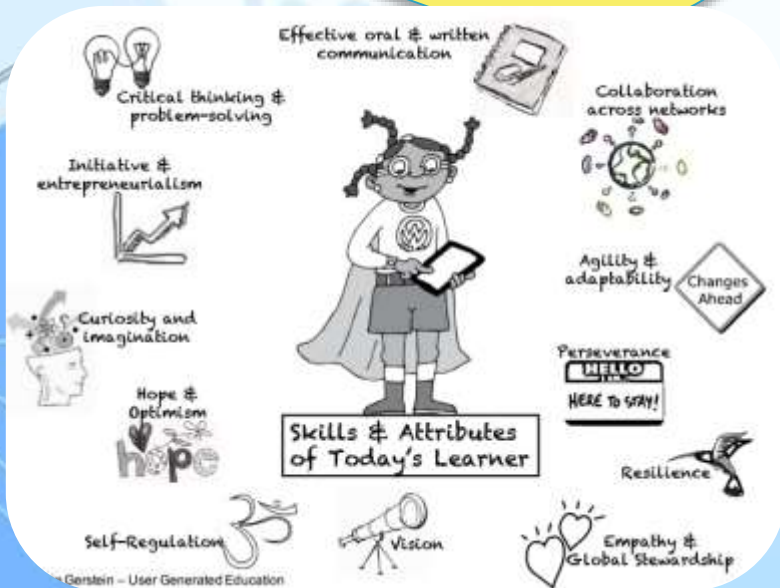 Effective oral & written
communication
Critical thinking &
problem-solving
Collaboration
across networks
Initiative &
entrepreneurialism
Agility &
adaptability
Changes
Ahead
Curiosity and
imagination
Perseverance
HELLO
HERE TO STAY!
Hope &
Optimism
hope
Skills & Attributes
of Today's Learner
Resilience
Self-Regulation
Vision
Empathy &
Global Stewardship
Gerstein – User Generated Education